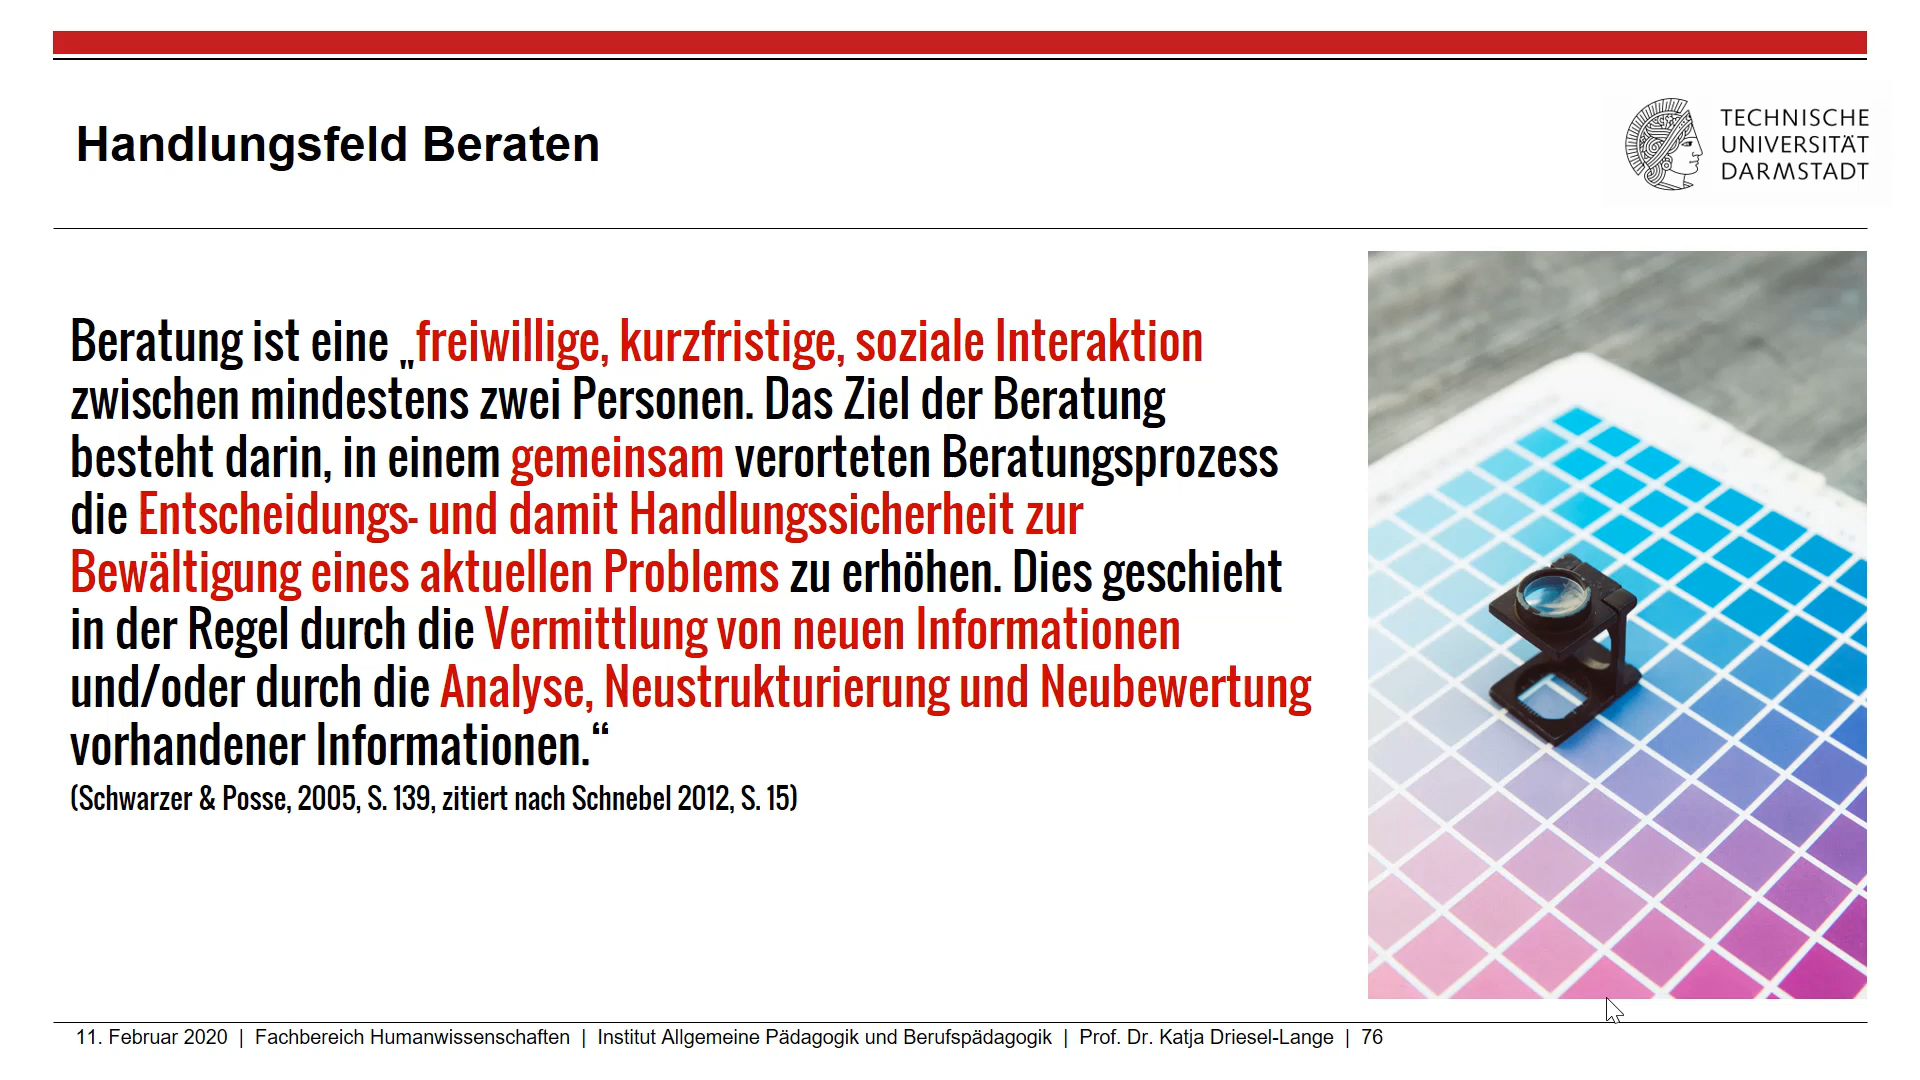 Handlungsfeld Beraten
TECHNISCHE
UNIVERSITÄT
DARMSTADT
Beratung ist eine „freiwillige, kurzfristige, soziale Interaktion
zwischen mindestens zwei Personen. Das Ziel der Beratung
besteht darin, in einem gemeinsam verorteten Beratungsprozess
die Entscheidungs- und damit Handlungssicherheit zur
Bewältigung eines aktuellen Problems zu erhöhen. Dies geschieht
in der Regel durch die Vermittlung von neuen Informationen
und/oder durch die Analyse, Neustrukturierung und Neubewertung
vorhandener Informationen.“
(Schwarzer & Posse, 2005, S. 139, zitiert nach Schnebel 2012, S. 15)
11. Februar 2020 | Fachbereich Humanwissenschaften | Institut Allgemeine Pädagogik und Berufspädagogik | Prof. Dr. Katja Driesel-Lange | 76